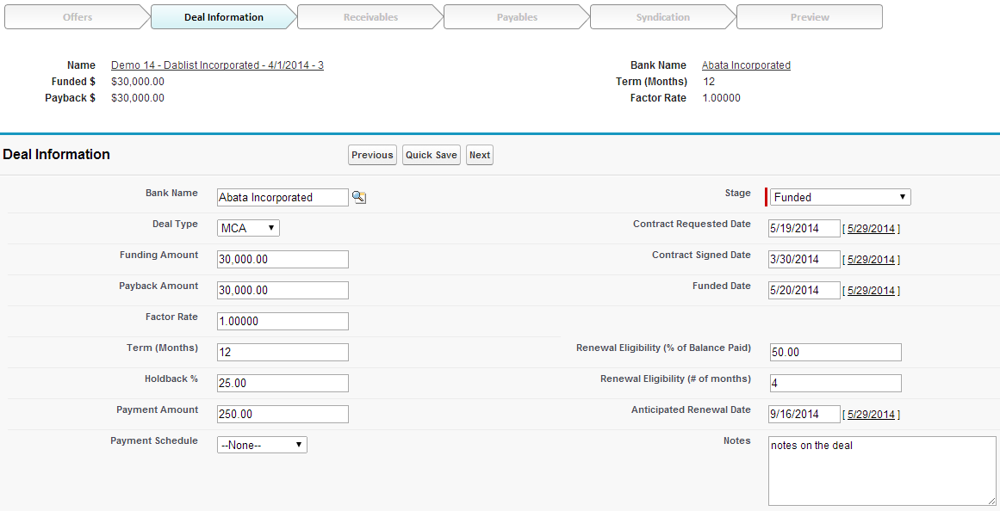 Offers Deal Information Receivables Payables Syndication Preview
Name Demo 14 - Dablist Incorporated - 4/1/2014 - 3 Bank Name Abata Incorporated
Funded $ $30,000.00 Term (Months) 12
Payback $ $30,000.00 Factor Rate 1.00000
Deal Information Previous Quick Save Next
Bank Name Abata Incorporated Stage Funded
Deal Type MCA Contract Requested Date 5/19/2014 [ 5/29/2014 ]
Funding Amount 30,000.00 Contract Signed Date 3/30/2014 [ 5/29/2014 ]
Payback Amount 30,000.00 Funded Date 5/20/2014 [ 5/29/2014 ]
Factor Rate 1.00000
Term (Months) 12 Renewal Eligibility (% of Balance Paid) 50.00
Holdback % 25.00 Renewal Eligibility (# of months) 4
Payment Amount 250.00 Anticipated Renewal Date 9/16/2014 [ 5/29/2014 ]
Payment Schedule --None-- Notes notes on the deal